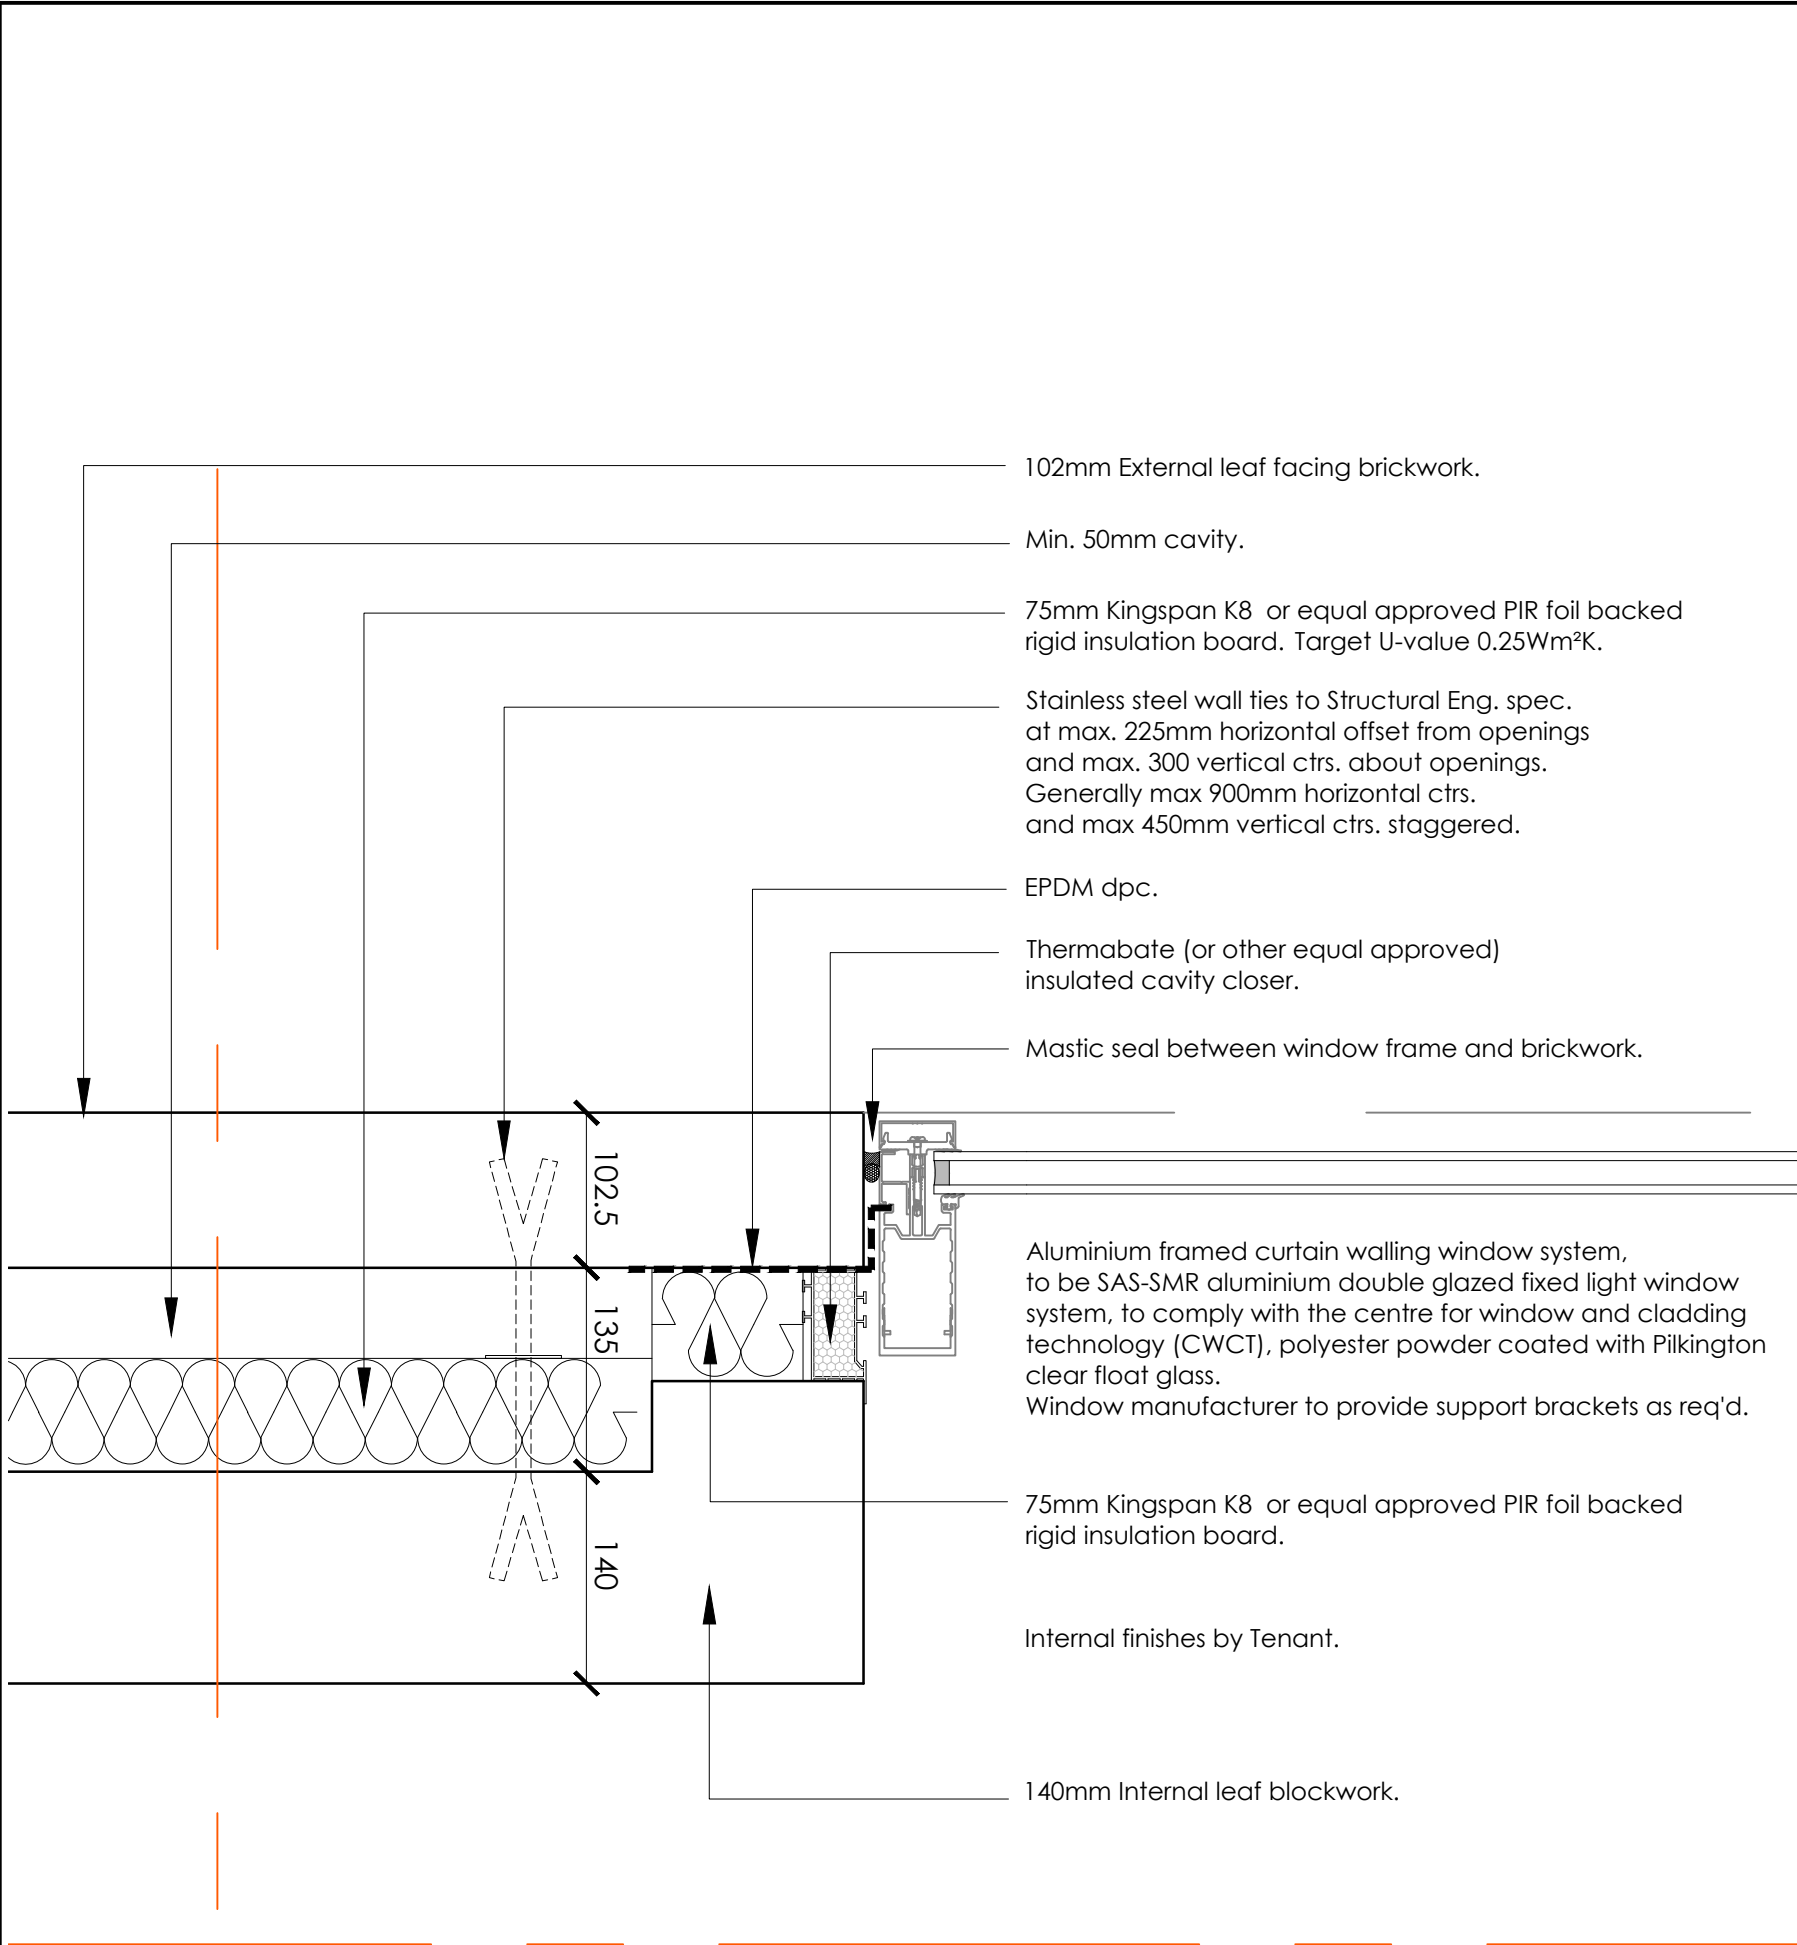 102mm External leaf facing brickwork.
Min. 50mm cavity.
75mm Kingspan K8  or equal approved PIR foil backed
rigid insulation board. Target U-value 0.25Wm²K.
Stainless steel wall ties to Structural Eng. spec.
at max. 225mm horizontal offset from openings
and max. 300 vertical ctrs. about openings.
Generally max 900mm horizontal ctrs.
and max 450mm vertical ctrs. staggered.
EPDM dpc.
Thermabate (or other equal approved)
insulated cavity closer.
Mastic seal between window frame and brickwork.
102.5
135
140
Aluminium framed curtain walling window system,
to be SAS-SMR aluminium double glazed fixed light window
system, to comply with the centre for window and cladding
technology (CWCT), polyester powder coated with Pilkington
clear float glass.
Window manufacturer to provide support brackets as req'd.
75mm Kingspan K8  or equal approved PIR foil backed
rigid insulation board.
Internal finishes by Tenant.
140mm Internal leaf blockwork.